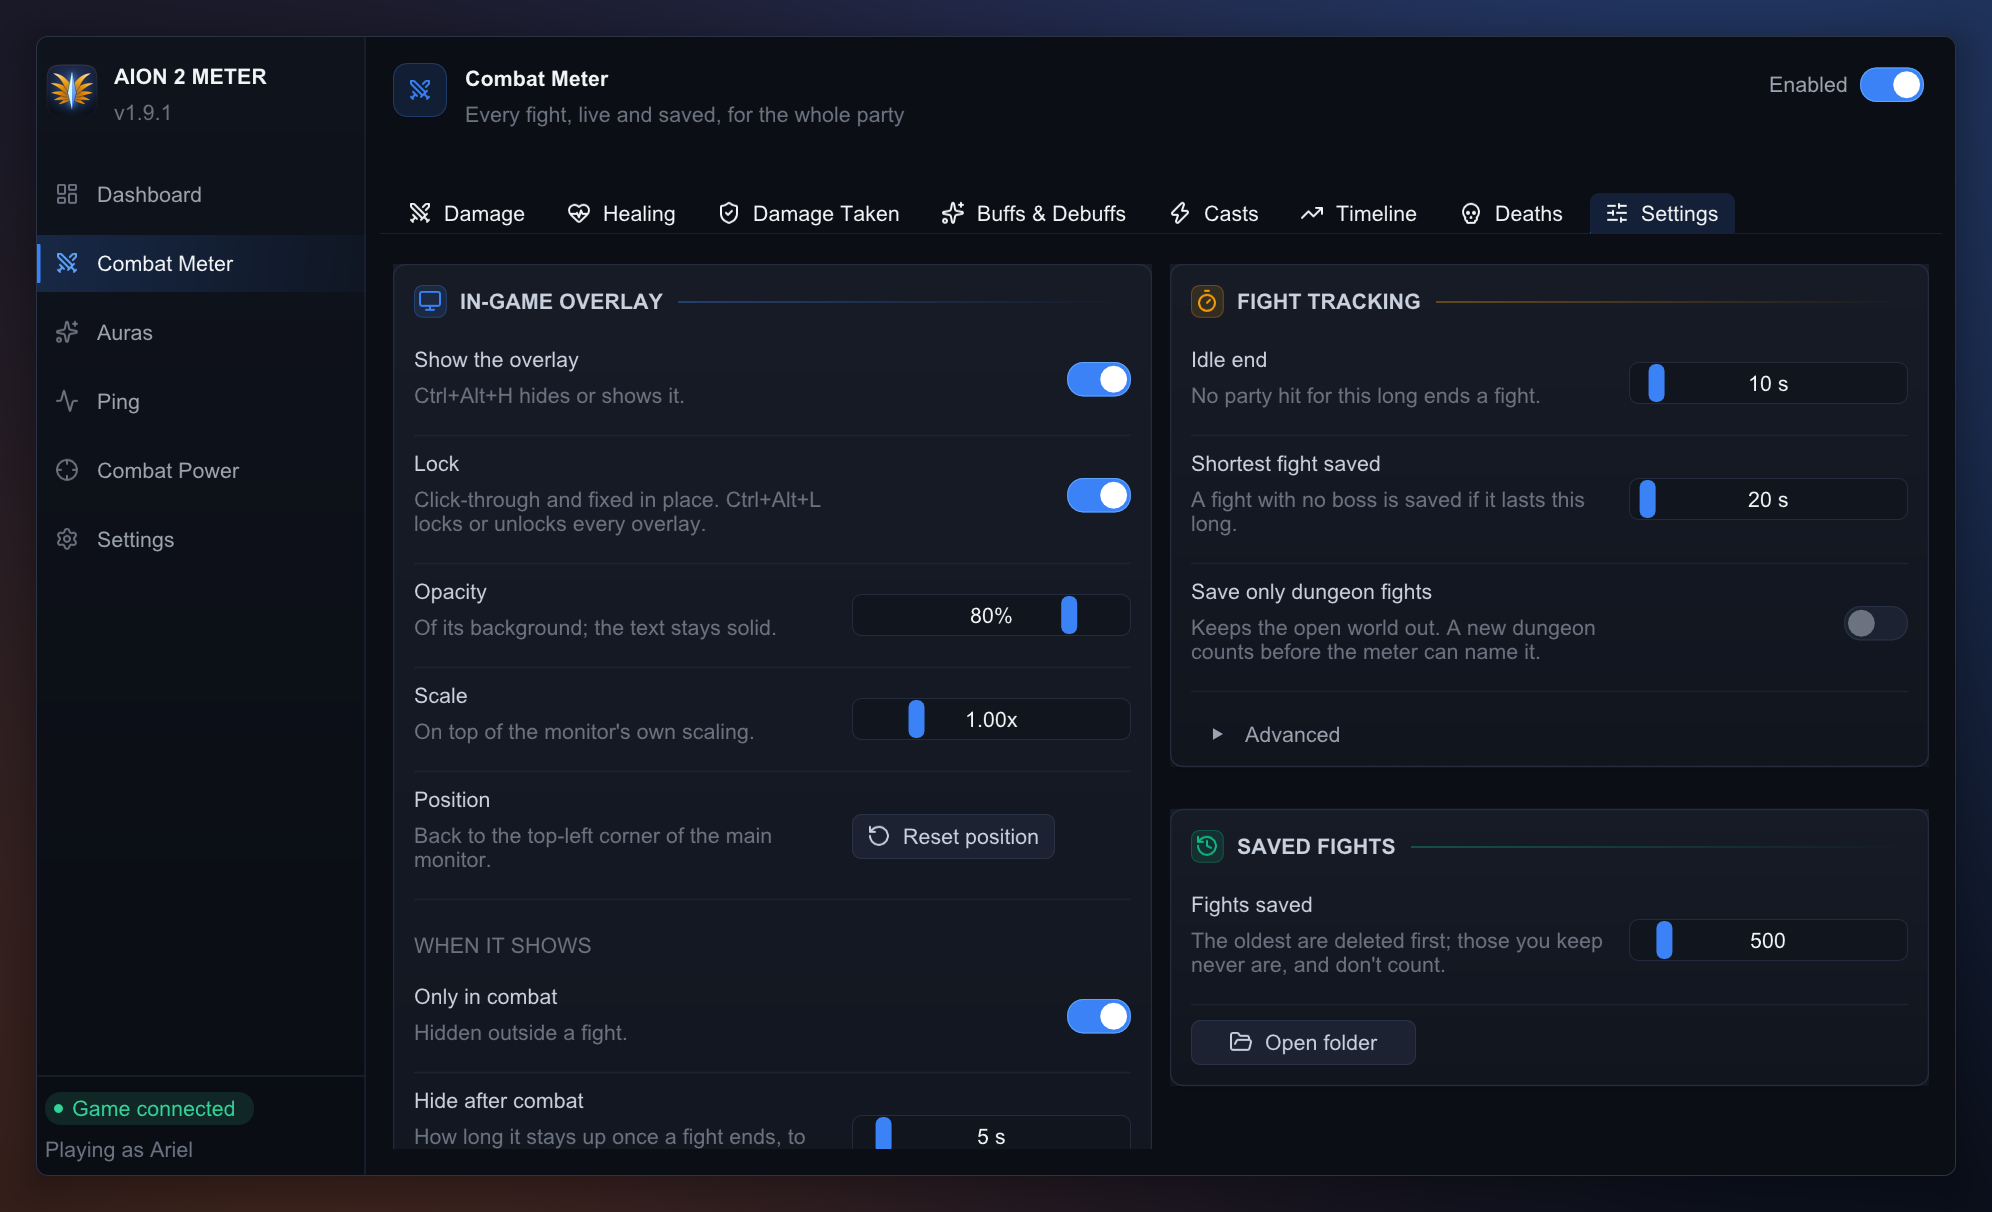 AION 2 METER
v1.9.1
Dashboard
Combat Meter
Auras
Ping
Combat Power
Settings
Game connected
Playing as Ariel
Combat Meter
Every fight, live and saved, for the whole party
Enabled
Damage
Healing
Damage Taken
Buffs & Debuffs
Casts
Timeline
Deaths
Settings
IN-GAME OVERLAY
Show the overlay
Ctrl+Alt+H hides or shows it.
Lock
Click-through and fixed in place. Ctrl+Alt+L
locks or unlocks every overlay.
Opacity
Of its background; the text stays solid.
80%
Scale
On top of the monitor's own scaling.
1.00x
Position
Back to the top-left corner of the main
monitor.
Reset position
WHEN IT SHOWS
Only in combat
Hidden outside a fight.
Hide after combat
How long it stays up once a fight ends, to
5 s
FIGHT TRACKING
Idle end
No party hit for this long ends a fight.
10 s
Shortest fight saved
A fight with no boss is saved if it lasts this
long.
20 s
Save only dungeon fights
Keeps the open world out. A new dungeon
counts before the meter can name it.
Advanced
SAVED FIGHTS
Fights saved
The oldest are deleted first; those you keep
never are, and don't count.
500
Open folder